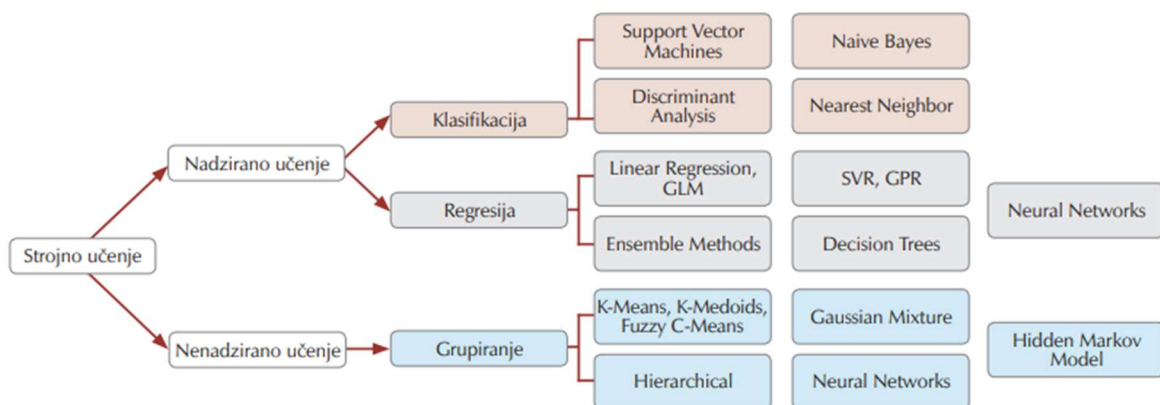 Support Vector
Machines
Naive Bayes
Klasifikacija
Discriminant
Analysis
Nearest Neighbor
Nadzirano učenje
Linear Regression,
GLM
SVR, GPR
Regresija
Neural Networks
Ensemble Methods
Decision Trees
Strojno učenje
K-Means, K-Medoids,
Fuzzy C-Means
Gaussian Mixture
Nenadzirano učenje
Grupiranje
Hidden Markov
Model
Hierarchical
Neural Networks